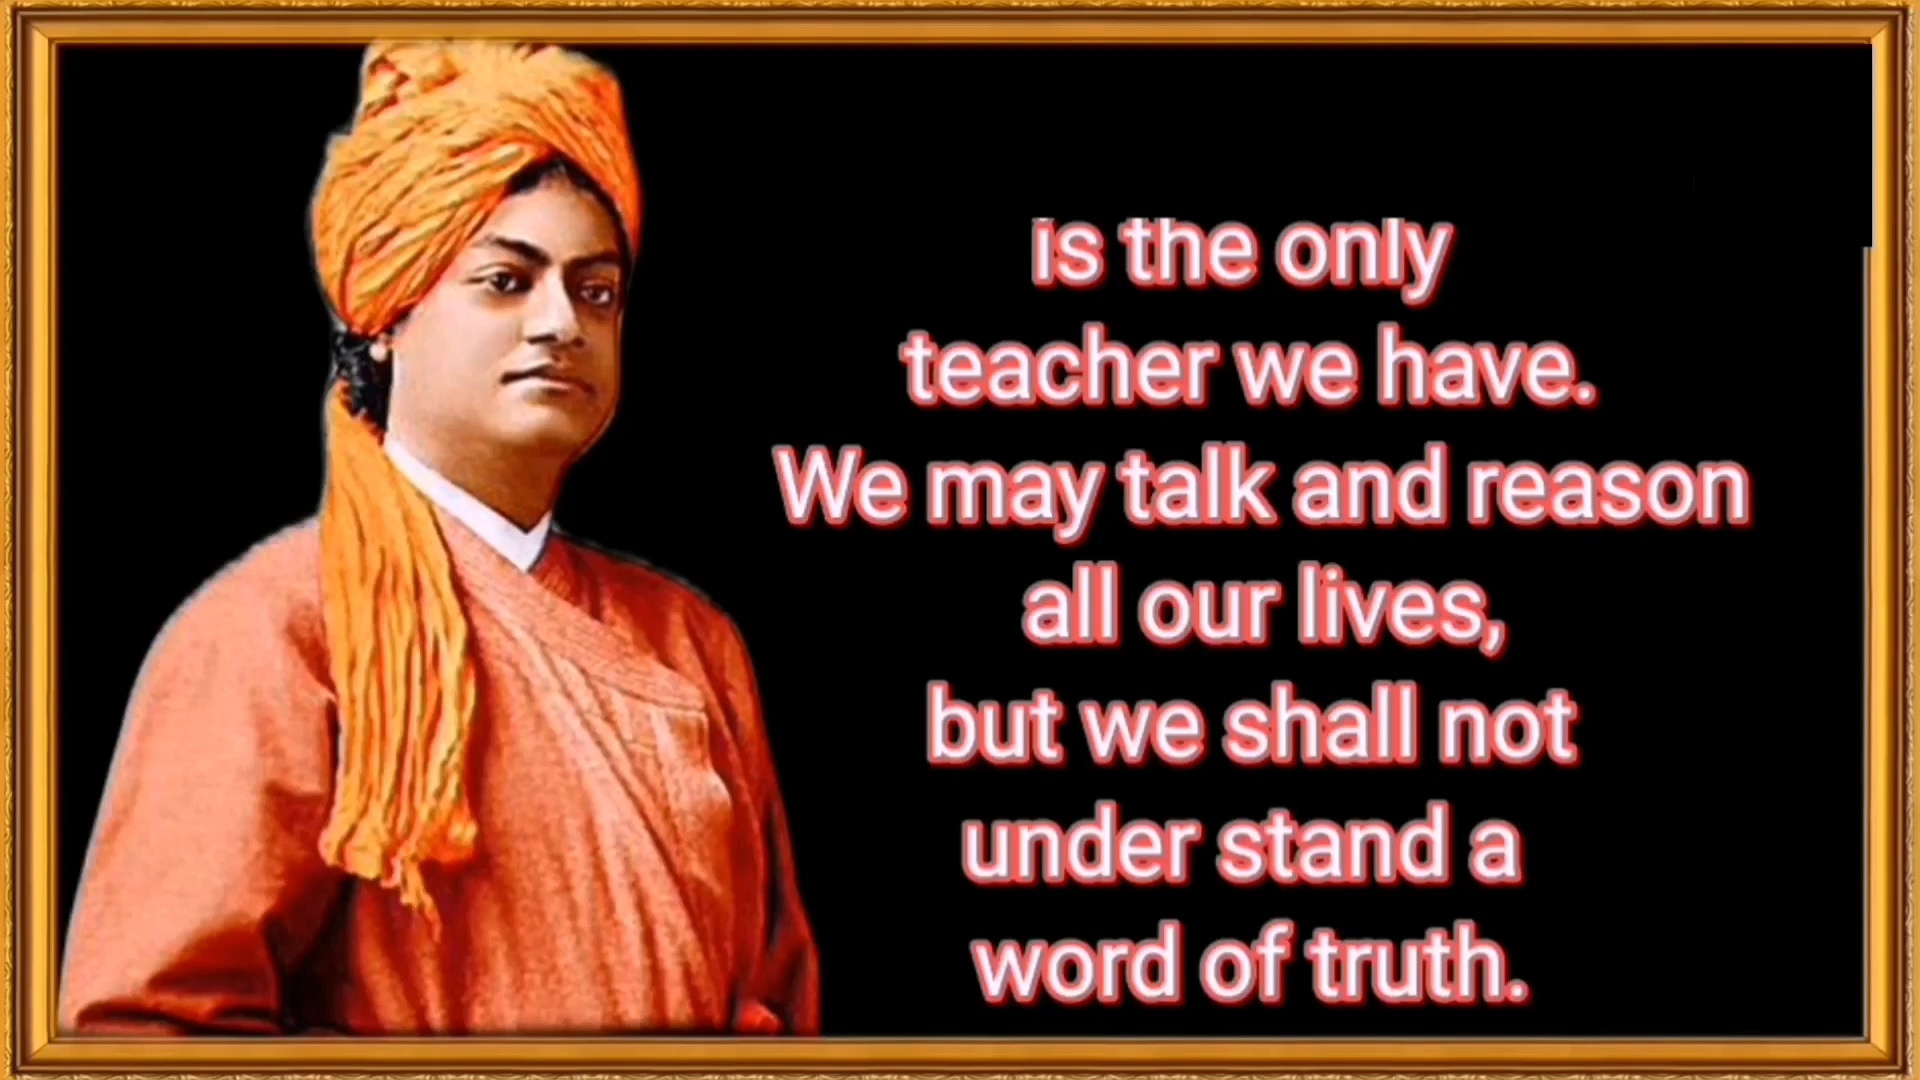 is the only
teacher we have.
We may talk and reason
all our lives,
but we shall not
under stand a
word of truth.